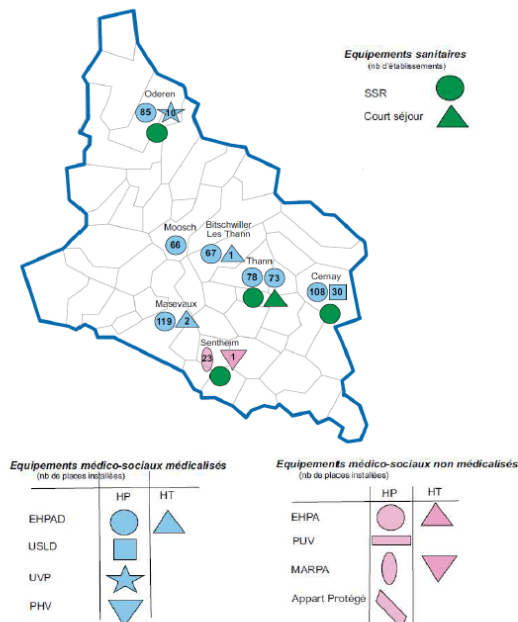 Equipements sanitaires
(nb d'établissements)
SSR
Court séjour
Oderen
85 10
Moosch
66
Bitschwiller
Les Thann
67 1
Thann
78 73
Cernay
108 30
Masevaux
119 2
Sentheim
23 1
Equipements médico-sociaux médicalisés
(nb de places installées)
HP HT
EHPAD
USLD
UVP
PHV
Equipements médico-sociaux non médicalisés
(nb de places installées)
HP HT
EHPA
PUV
MARPA
Appart Protégé